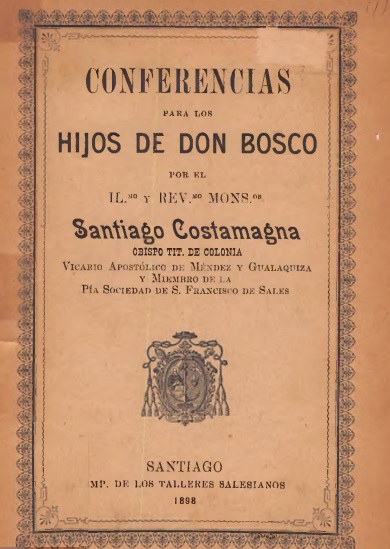 CONFERENCIAS
PARA LOS
HIJOS DE DON BOSCO
POR EL
IL.MO Y REV.MO MONS.OR
Santiago Costamagna
OBISPO TIT. DE COLONIA
VICARIO APOSTÓLICO DE MÉNDEZ Y GUALAQUIZA
Y MIEMBRO DE LA
PÍA SOCIEDAD DE S. FRANCISCO DE SALES
SANTIAGO
MP. DE LOS TALLERES SALESIANOS
1898